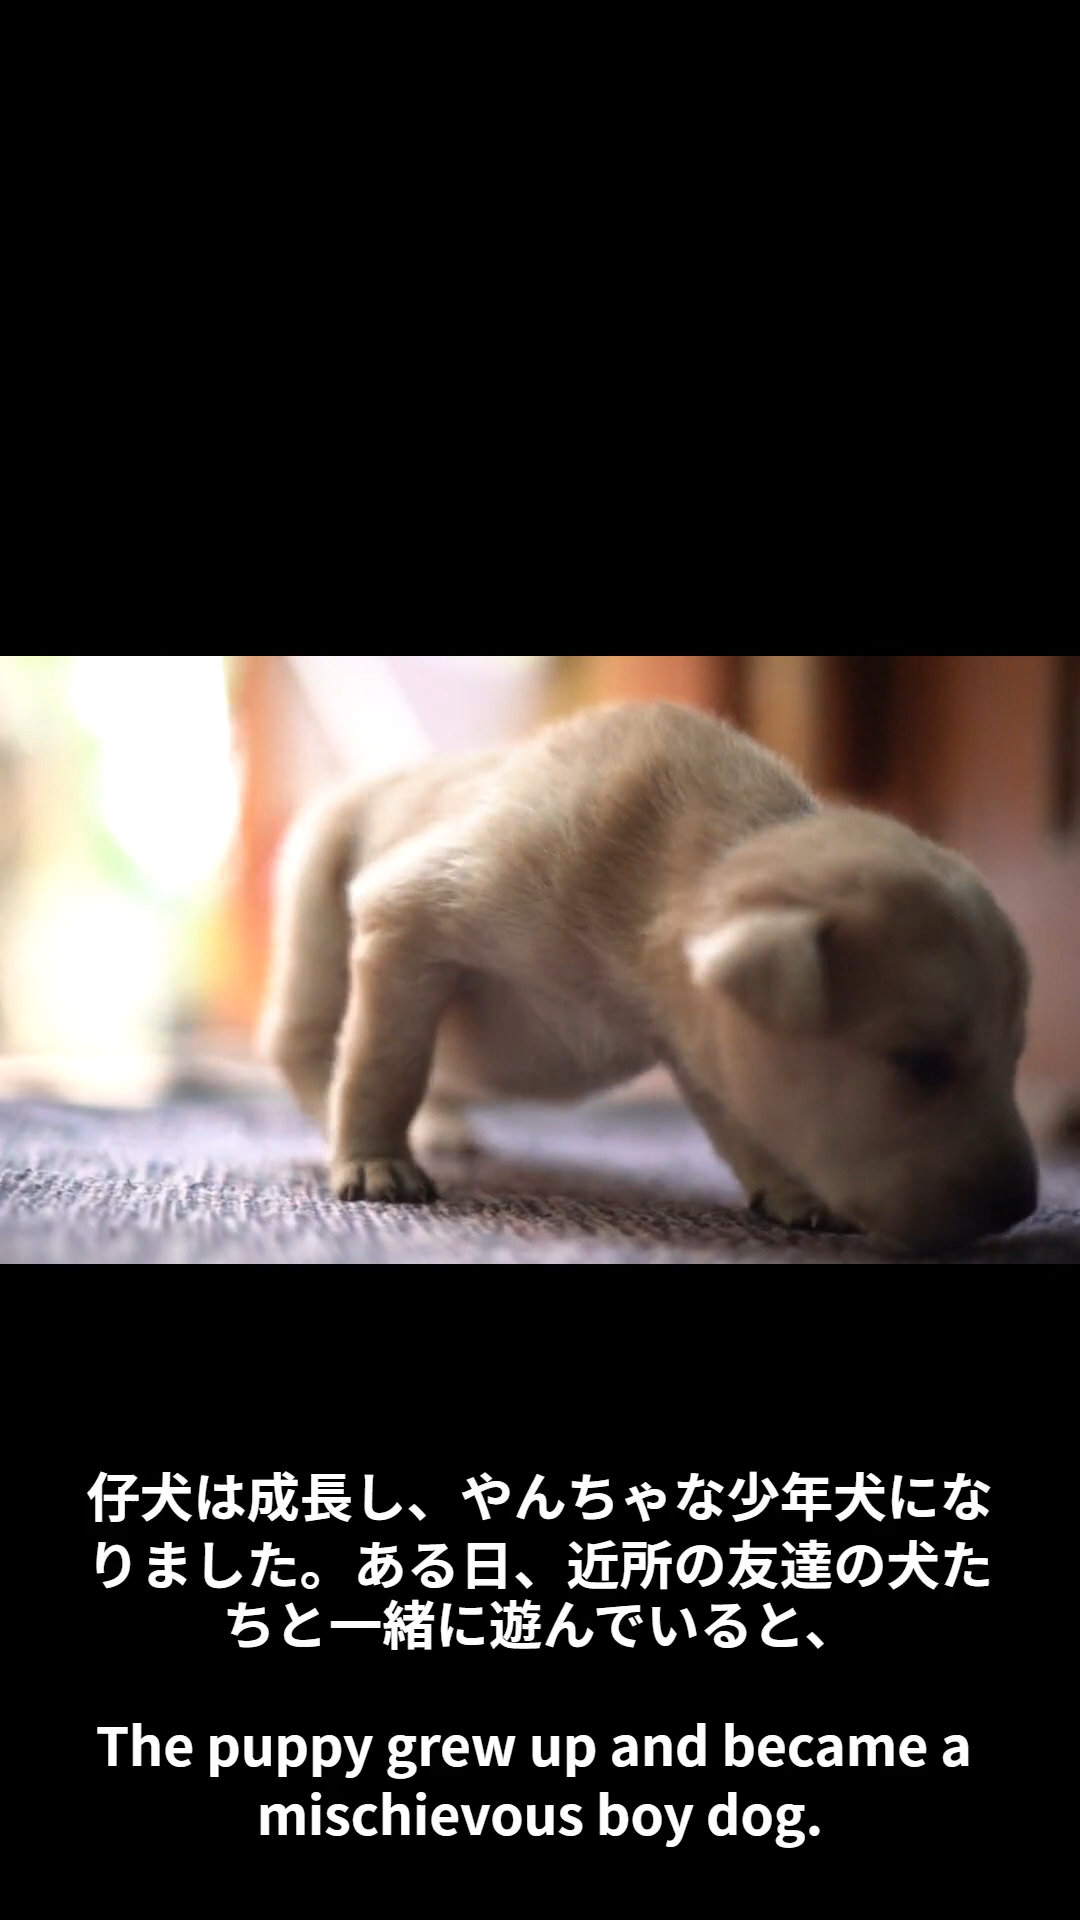 仔犬は成長し、やんちゃな少年犬にな
りました。ある日、近所の友達の犬た
ちと一緒に遊んでいると、
The puppy grew up and became a
mischievous boy dog.